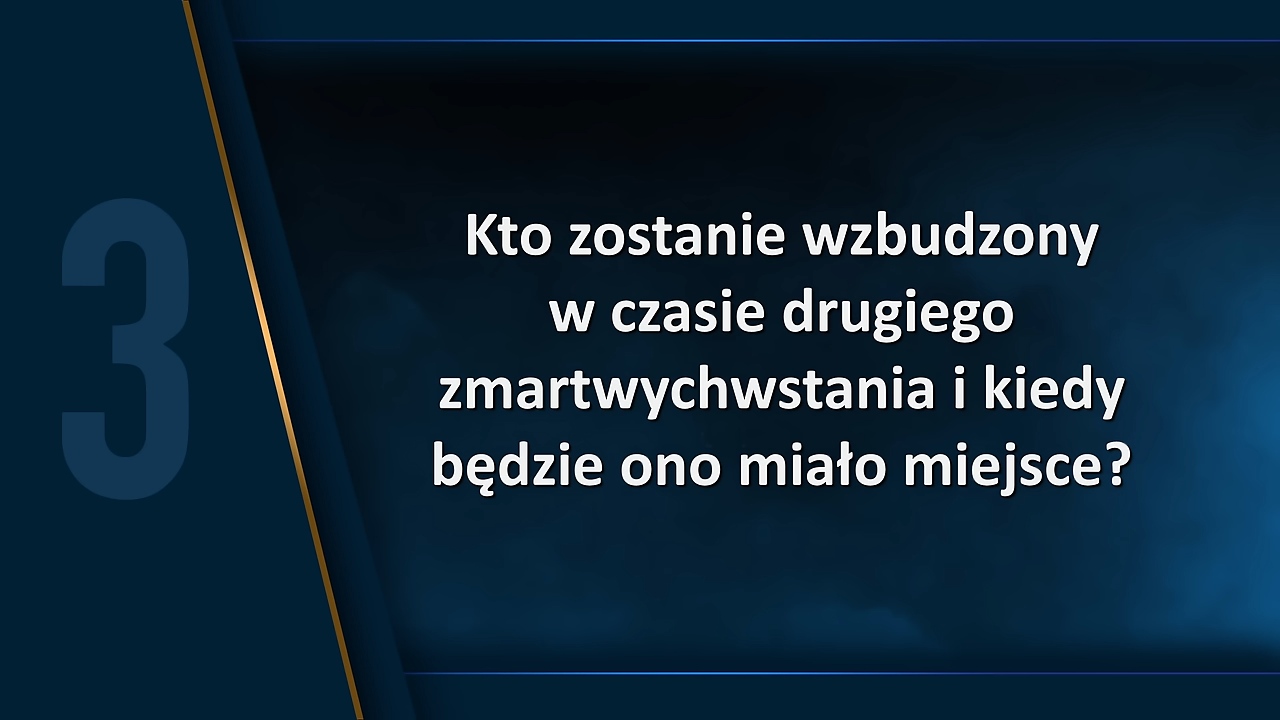 3
Kto zostanie wzbudzony
w czasie drugiego
zmartwychwstania i kiedy
będzie ono miało miejsce?